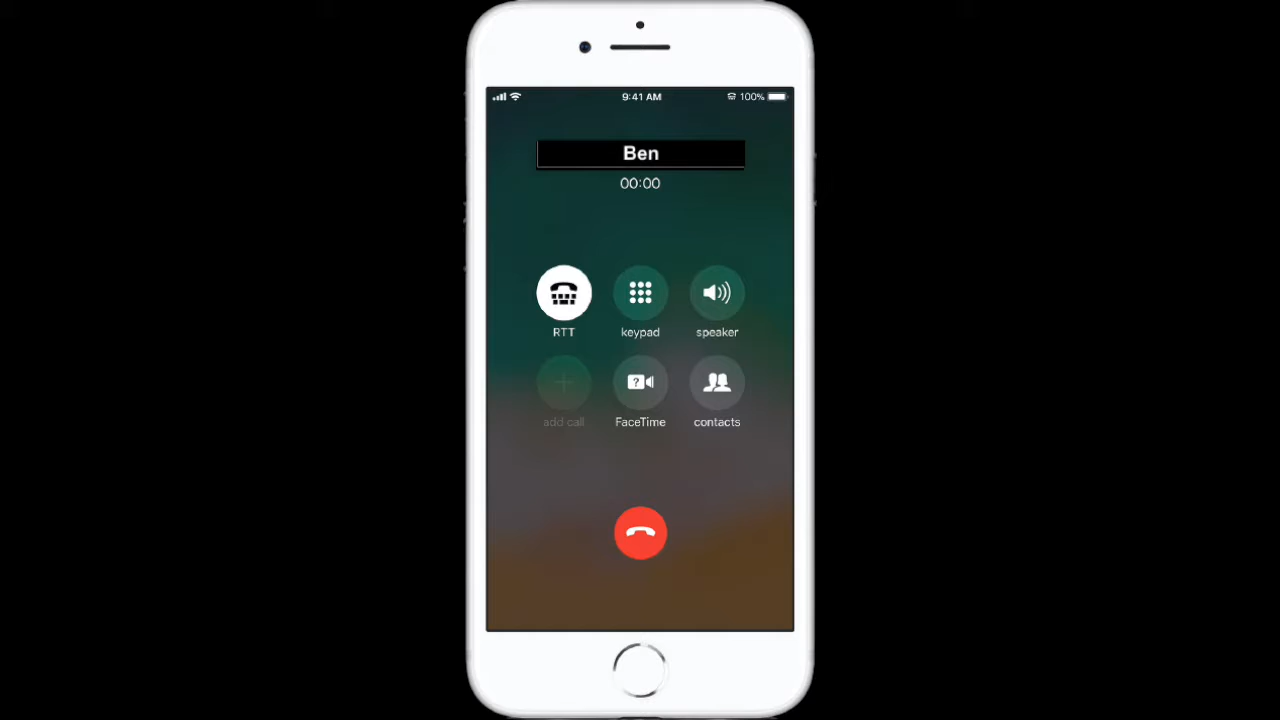 9:41 AM
100%
Ben
00:00
RTT
keypad
speaker
add call
FaceTime
contacts